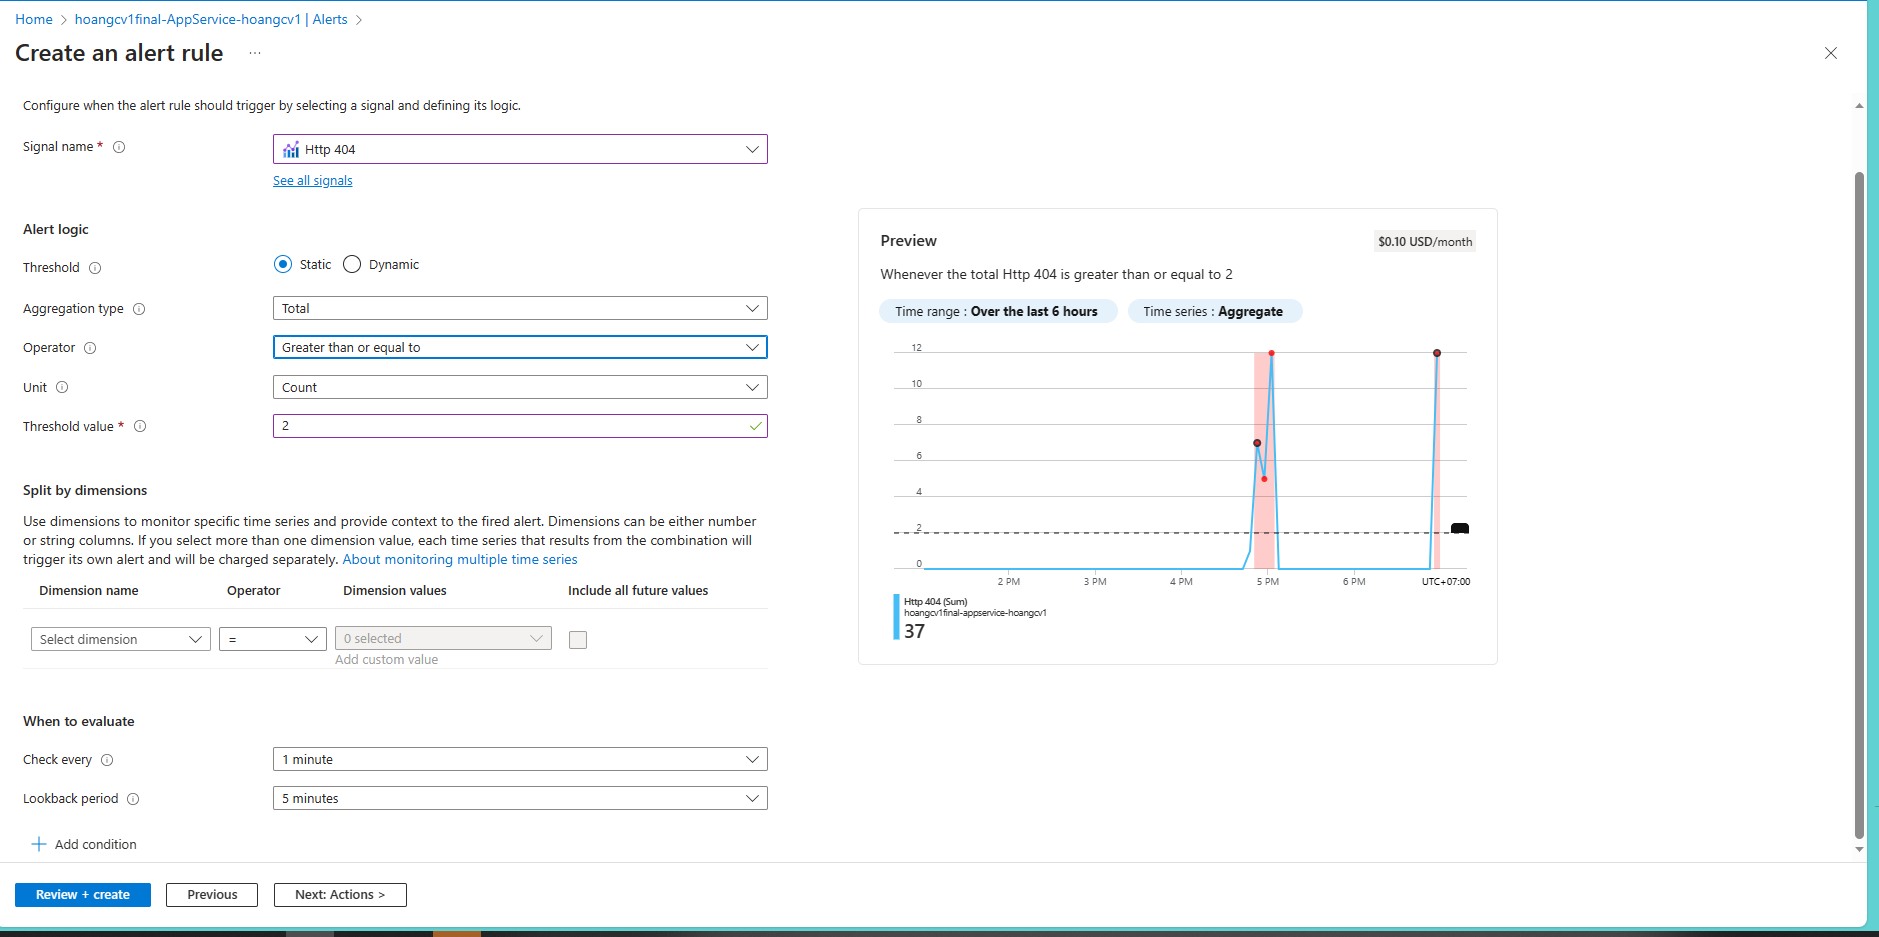 Home > hoangcv1final-AppService-hoangcv1 | Alerts >
Create an alert rule ...
Configure when the alert rule should trigger by selecting a signal and defining its logic.
Signal name *
Http 404
See all signals
Alert logic
Threshold
Static
Dynamic
Aggregation type
Total
Operator
Greater than or equal to
Unit
Count
Threshold value *
2
Split by dimensions
Use dimensions to monitor specific time series and provide context to the fired alert. Dimensions can be either number
or string columns. If you select more than one dimension value, each time series that results from the combination will
trigger its own alert and will be charged separately. About monitoring multiple time series
Dimension name
Operator
Dimension values
Include all future values
Select dimension
=
0 selected
Add custom value
When to evaluate
Check every
1 minute
Lookback period
5 minutes
+ Add condition
Review + create
Previous
Next: Actions >
Preview
$0.10 USD/month
Whenever the total Http 404 is greater than or equal to 2
Time range : Over the last 6 hours
Time series : Aggregate
12
10
8
6
4
2
0
2 PM
3 PM
4 PM
5 PM
6 PM
UTC+07:00
Http 404 (Sum)
hoangcv1final-appservice-hoangcv1
37